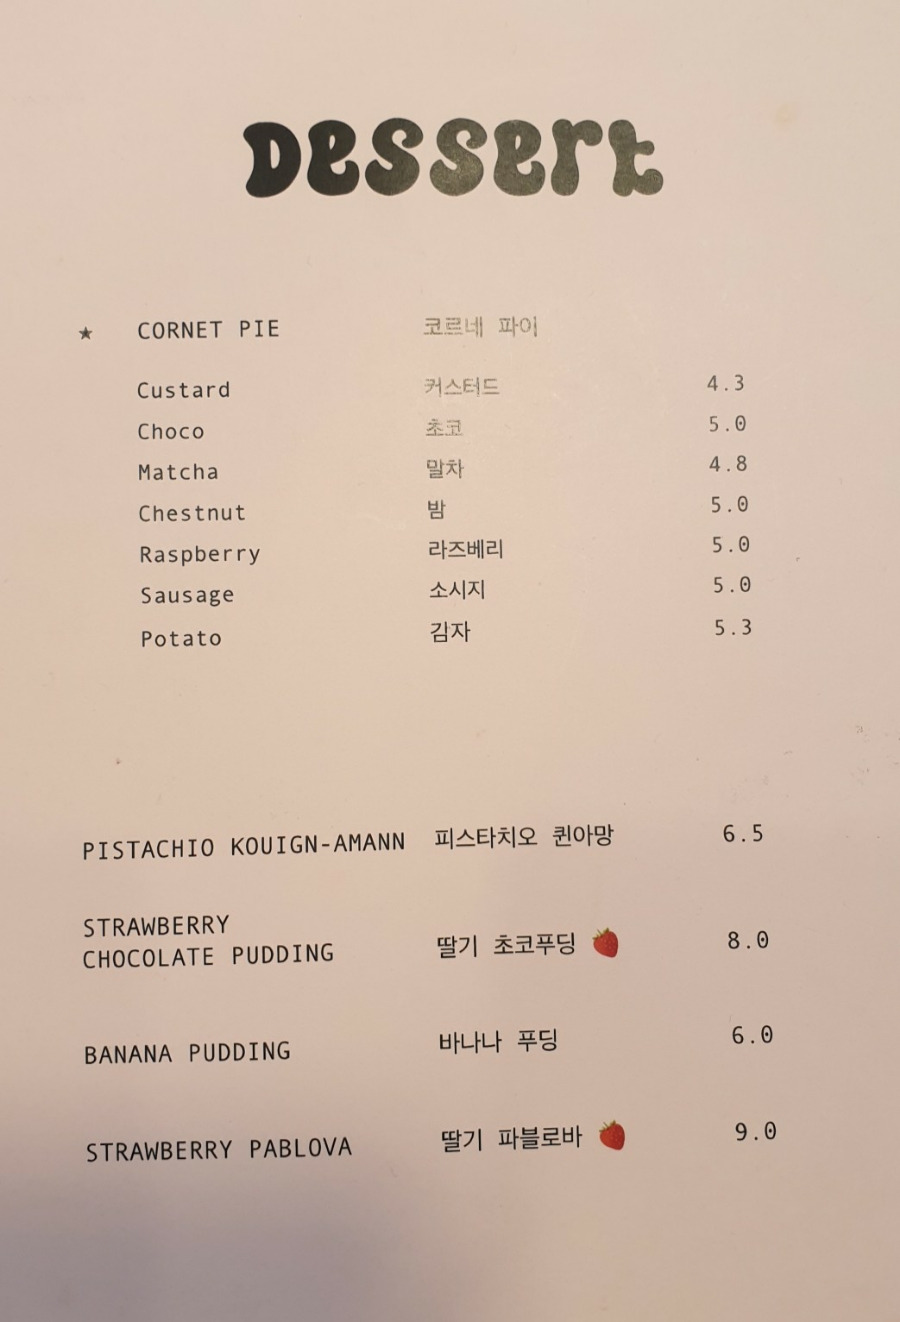 Dessert
★ CORNET PIE 코르네 파이
Custard 커스터드 4.3
Choco 초코 5.0
Matcha 말차 4.8
Chestnut 밤 5.0
Raspberry 라즈베리 5.0
Sausage 소시지 5.0
Potato 감자 5.3
PISTACHIO KOUIGN-AMANN 피스타치오 퀸아망 6.5
STRAWBERRY
CHOCOLATE PUDDING 딸기 초코푸딩 🍓 8.0
BANANA PUDDING 바나나 푸딩 6.0
STRAWBERRY PABLOVA 딸기 파블로바 🍓 9.0